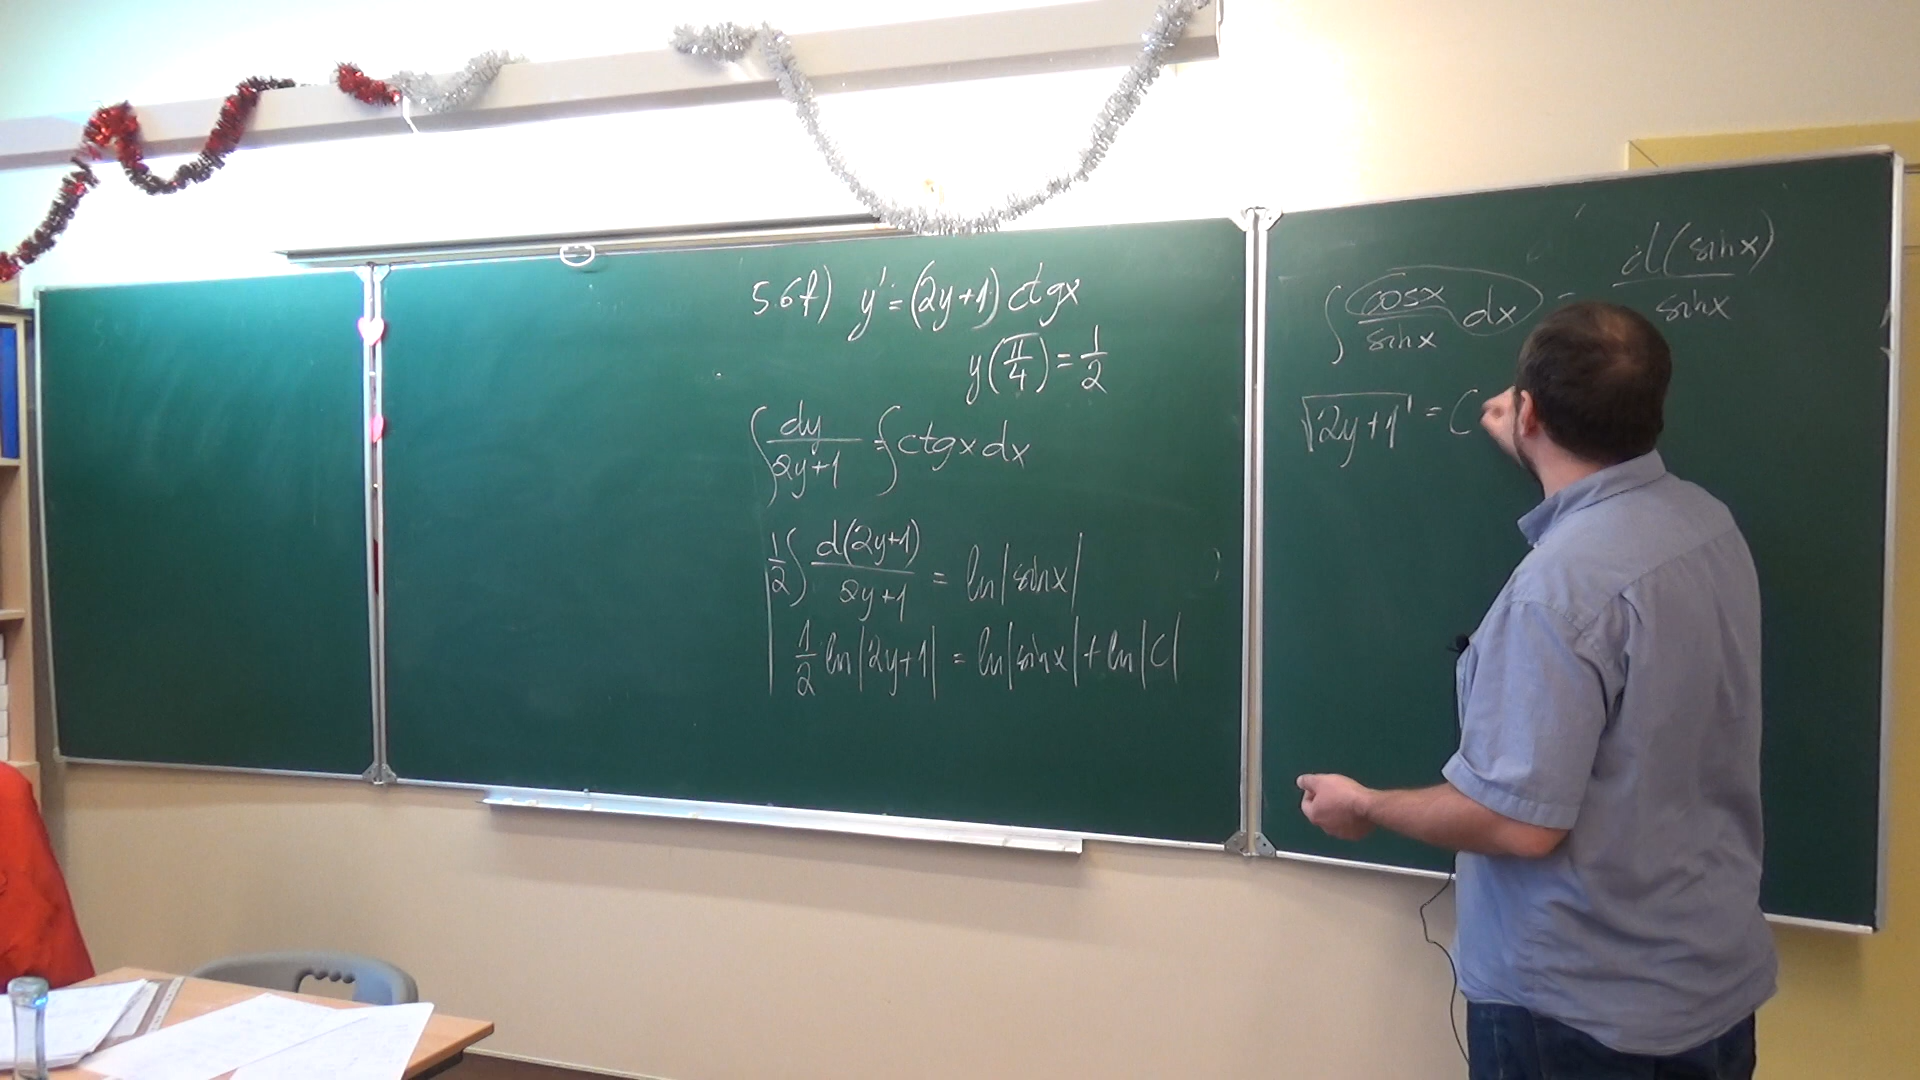 5.6f) y' = (2y+1) ctgx
y(π/4) = 1/2
∫ dy/(2y+1) = ∫ ctgx dx
1/2 ∫ d(2y+1)/(2y+1) = ln|sinx|
1/2 ln|2y+1| = ln|sinx| + ln|C|
∫ cosx/sinx dx = d(sinx)/sinx
√(2y+1) = C